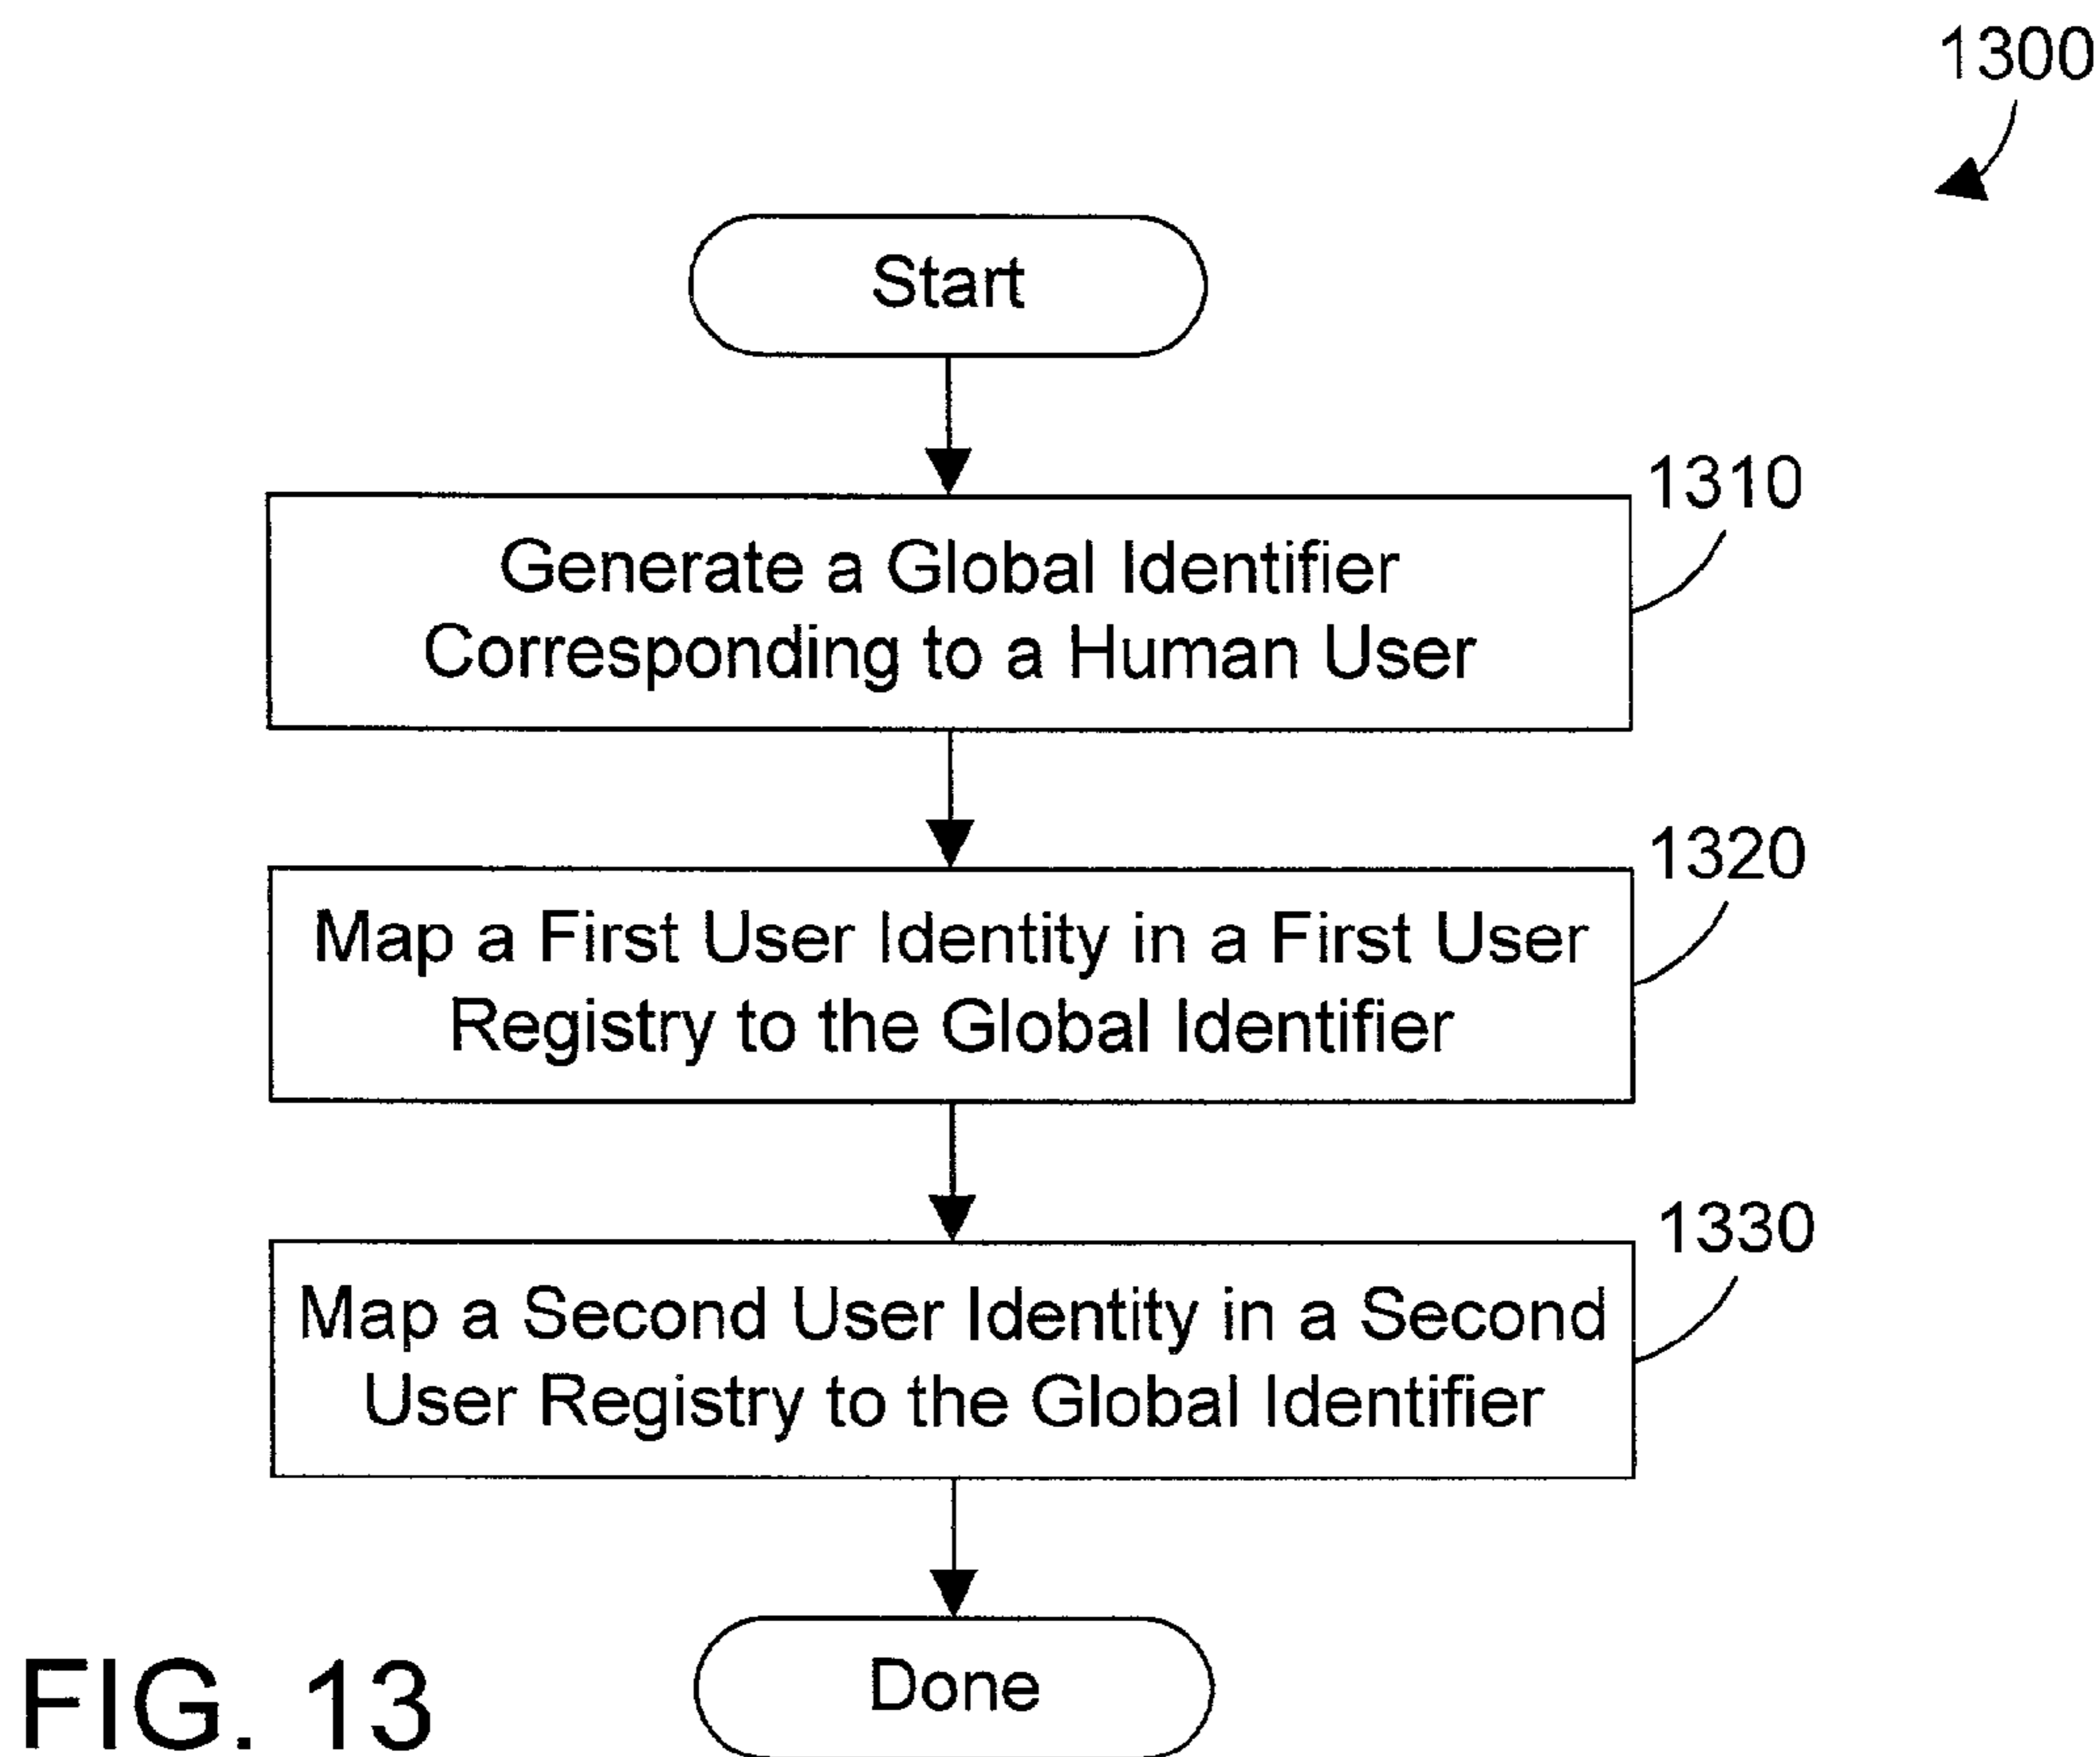 1300
Start
1310
Generate a Global Identifier
Corresponding to a Human User
1320
Map a First User Identity in a First User
Registry to the Global Identifier
1330
Map a Second User Identity in a Second
User Registry to the Global Identifier
Done
FIG. 13